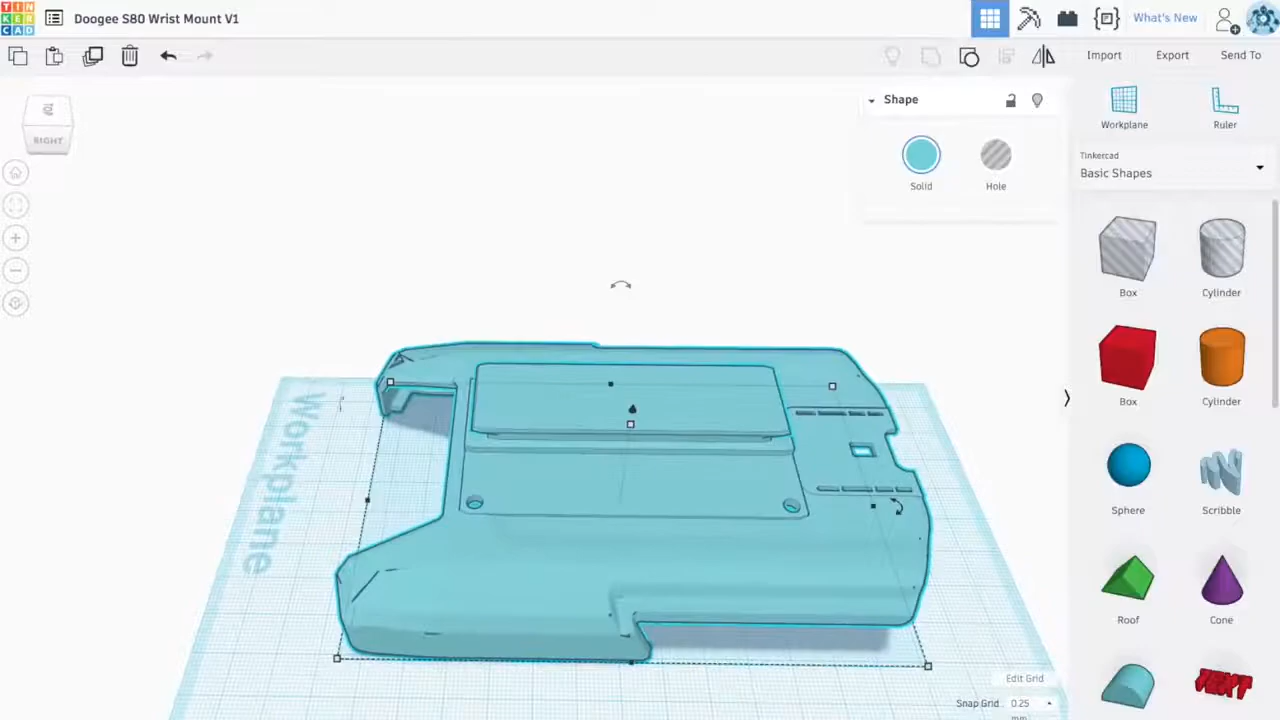 TIN
KER
CAD
Doogee S80 Wrist Mount V1
What's New
Import
Export
Send To
RIGHT
Shape
Solid
Hole
Workplane
Ruler
Tinkercad
Basic Shapes
Box
Cylinder
Box
Cylinder
Sphere
Scribble
Roof
Cone
TEXT
Workplane
Edit Grid
Snap Grid 0.25
mm